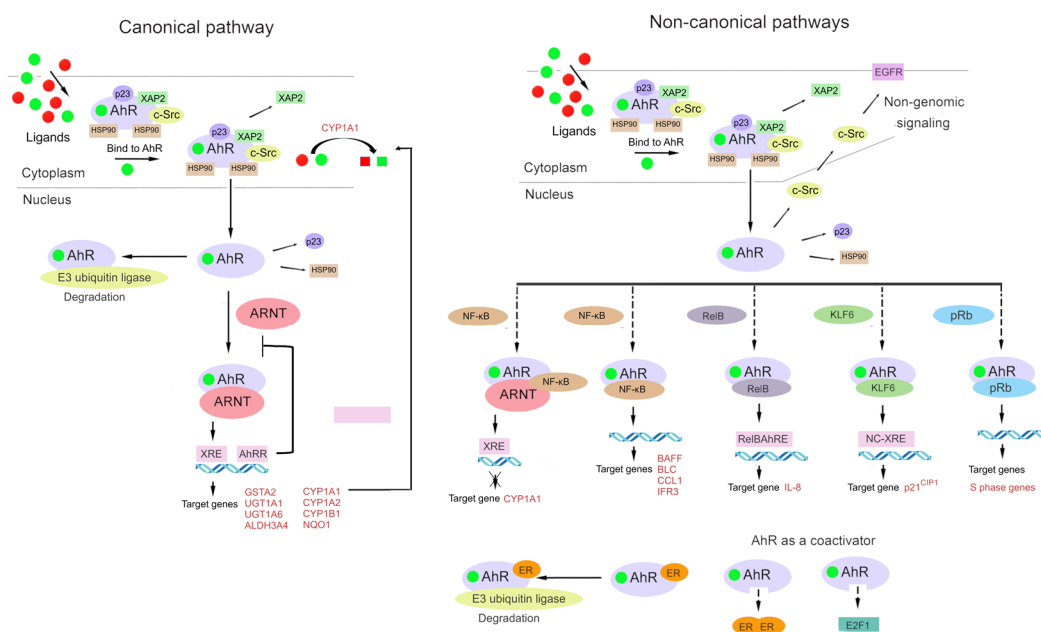 Canonical pathway
Ligands
p23
XAP2
AhR
c-Src
HSP90 HSP90
Bind to AhR
XAP2
p23
XAP2
AhR
c-Src
HSP90 HSP90
CYP1A1
Cytoplasm
Nucleus
AhR
E3 ubiquitin ligase
Degradation
AhR
p23
HSP90
ARNT
AhR
ARNT
XRE AhRR
Target genes
GSTA2 CYP1A1
UGT1A1 CYP1A2
UGT1A6 CYP1B1
ALDH3A4 NQO1
Non-canonical pathways
Ligands
p23
XAP2
AhR
c-Src
HSP90 HSP90
Bind to AhR
XAP2
p23
XAP2
AhR
c-Src
HSP90 HSP90
EGFR
Non-genomic
signaling
c-Src
c-Src
Cytoplasm
Nucleus
AhR
p23
HSP90
NF-κB
NF-κB
RelB
KLF6
pRb
AhR
ARNT
NF-κB
XRE
Target gene CYP1A1
AhR
NF-κB
Target genes
BAFF
BLC
CCL1
IFR3
AhR
RelB
RelBAhRE
Target gene IL-8
AhR
KLF6
NC-XRE
Target gene p21CIP1
AhR
pRb
Target genes
S phase genes
AhR ER
E3 ubiquitin ligase
Degradation
AhR ER
AhR as a coactivator
AhR
ER ER
AhR
E2F1